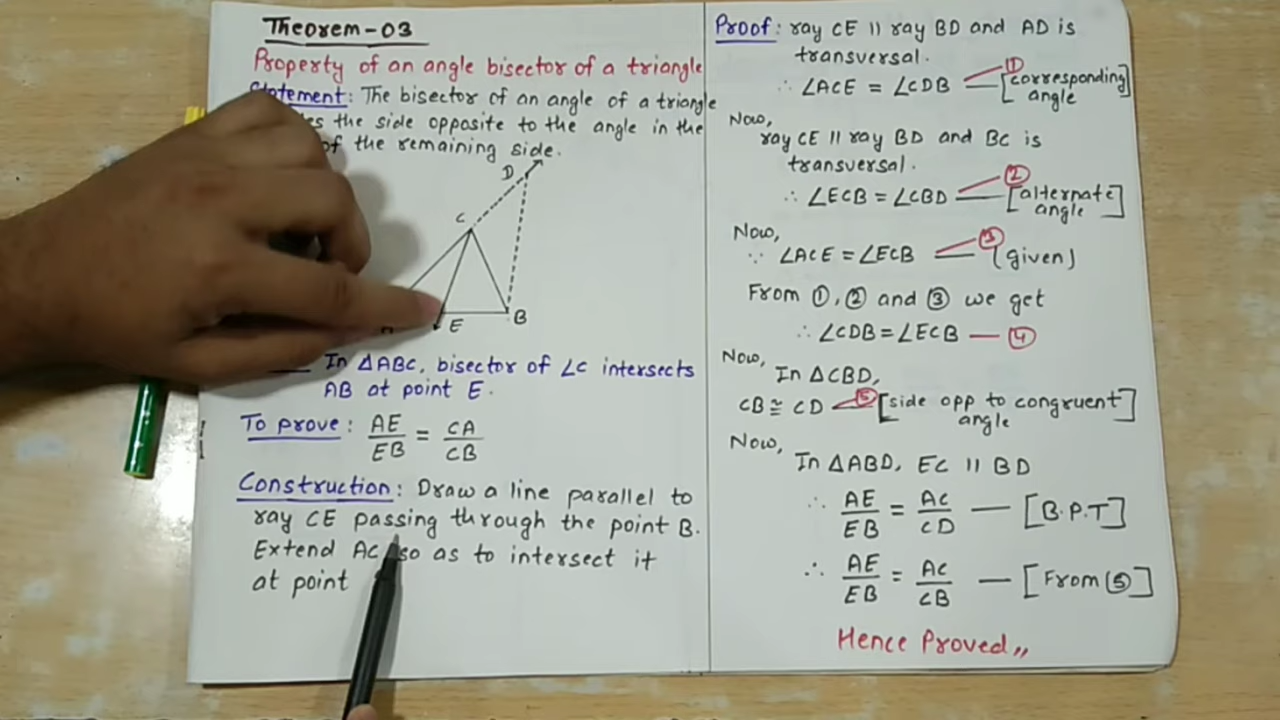 Theorem-03
Property of an angle bisector of a triangle
Statement: The bisector of an angle of a triangle
the side opposite to the angle in the
of the remaining side.
D
C
E
B
In △ABC, bisector of ∠C intersects
AB at point E.
To prove: AE/EB = CA/CB
Construction: Draw a line parallel to
ray CE passing through the point B.
Extend AC so as to intersect it
at point
Proof: ray CE || ray BD and AD is
transversal.
∴ ∠ACE = ∠CDB — ① [corresponding
angle]
Now,
ray CE || ray BD and BC is
transversal.
∴ ∠ECB = ∠CBD — ② [alternate
angle]
Now,
∵ ∠ACE = ∠ECB — ③ (given)
From ①, ② and ③ we get
∴ ∠CDB = ∠ECB — ④
Now,
In △CBD,
CB ≅ CD — ⑤ [side opp to congruent
angle]
Now,
In △ABD, EC || BD
∴ AE/EB = AC/CD — [B.P.T]
∴ AE/EB = AC/CB — [From ⑤]
Hence Proved,,